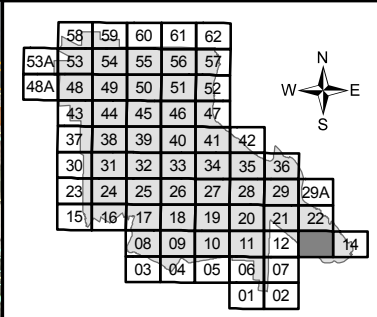 58 59 60 61 62
53A 53 54 55 56 57
N
48A 48 49 50 51 52
W E
43 44 45 46 47
S
37 38 39 40 41 42
30 31 32 33 34 35 36
23 24 25 26 27 28 29 29A
15 16 17 18 19 20 21 22
08 09 10 11 12 14
03 04 05 06 07
01 02